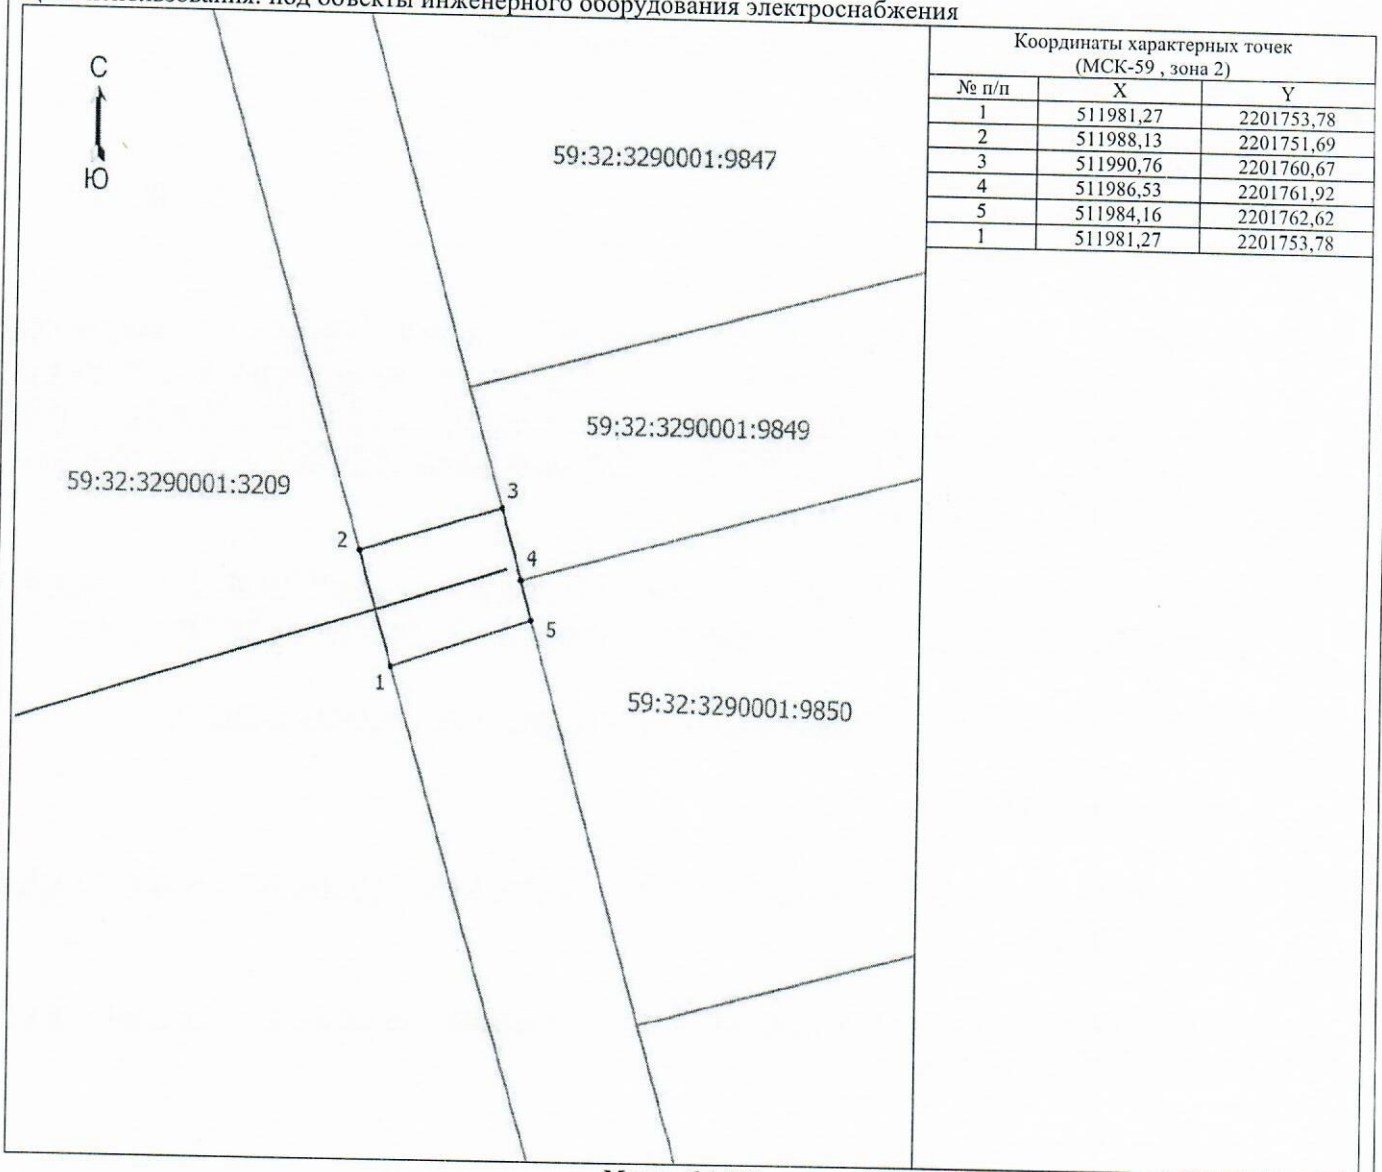 использования: под объекты инженерного оборудования электроснабжения
С
Ю
59:32:3290001:9847
59:32:3290001:9849
59:32:3290001:3209
3
2
4
5
1
59:32:3290001:9850
Координаты характерных точек
(МСК-59 , зона 2)
№ п/п X Y
1 511981,27 2201753,78
2 511988,13 2201751,69
3 511990,76 2201760,67
4 511986,53 2201761,92
5 511984,16 2201762,62
1 511981,27 2201753,78